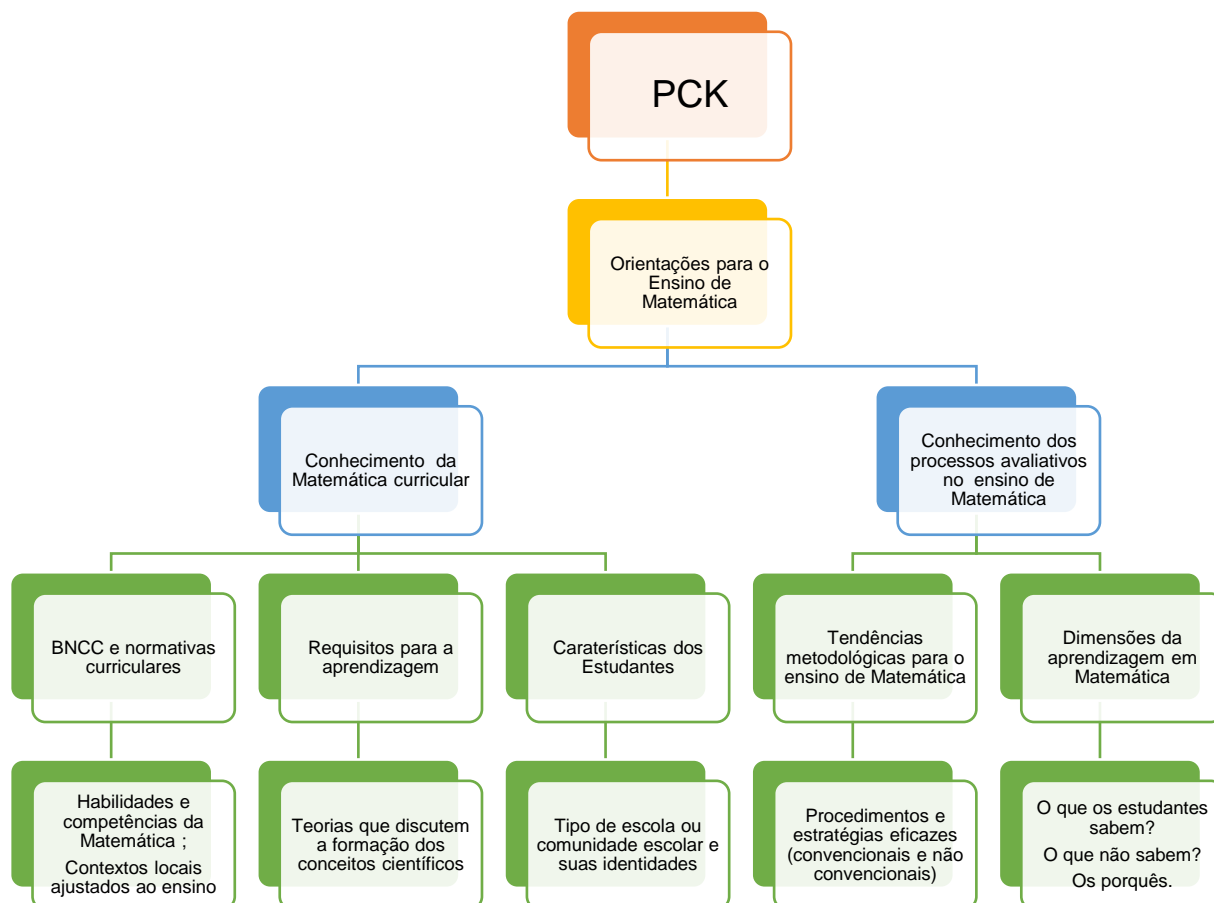 PCK
Orientações para o
Ensino de
Matemática
Conhecimento da
Matemática curricular
Conhecimento dos
processos avaliativos
no ensino de
Matemática
BNCC e normativas
curriculares
Requisitos para a
aprendizagem
Caraterísticas dos
Estudantes
Tendências
metodológicas para o
ensino de Matemática
Dimensões da
aprendizagem em
Matemática
Habilidades e
competências da
Matemática ;
Contextos locais
ajustados ao ensino
Teorias que discutem
a formação dos
conceitos científicos
Tipo de escola ou
comunidade escolar e
suas identidades
Procedimentos e
estratégias eficazes
(convencionais e não
convencionais)
O que os estudantes
sabem?
O que não sabem?
Os porquês.